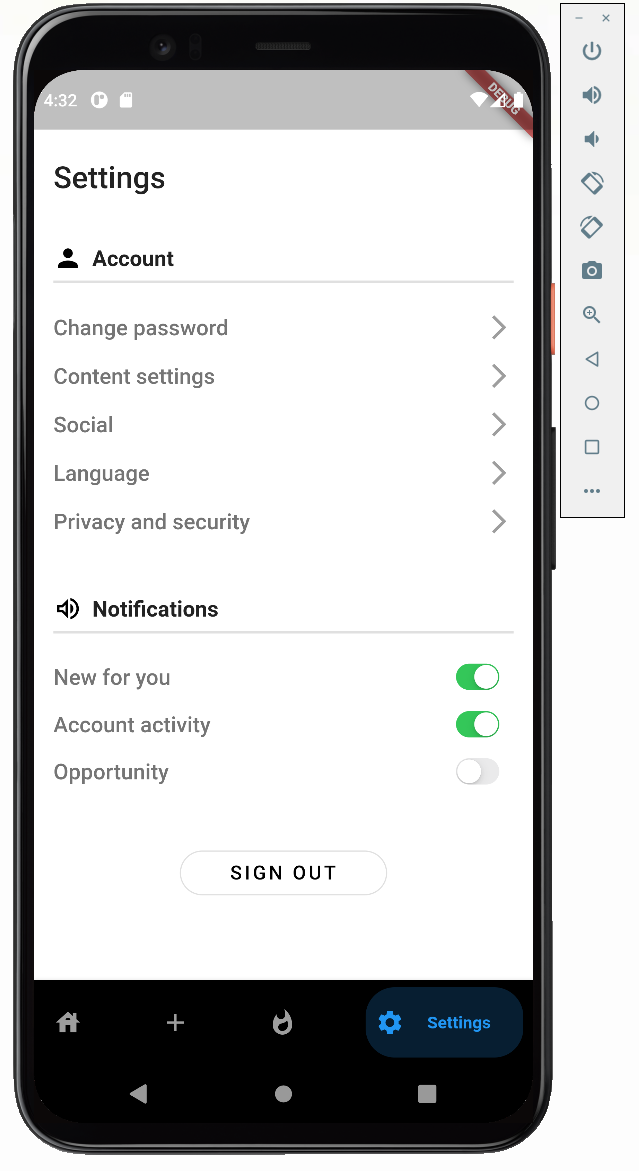 4:32
DEBUG
Settings
Account
Change password
Content settings
Social
Language
Privacy and security
Notifications
New for you
Account activity
Opportunity
SIGN OUT
Settings